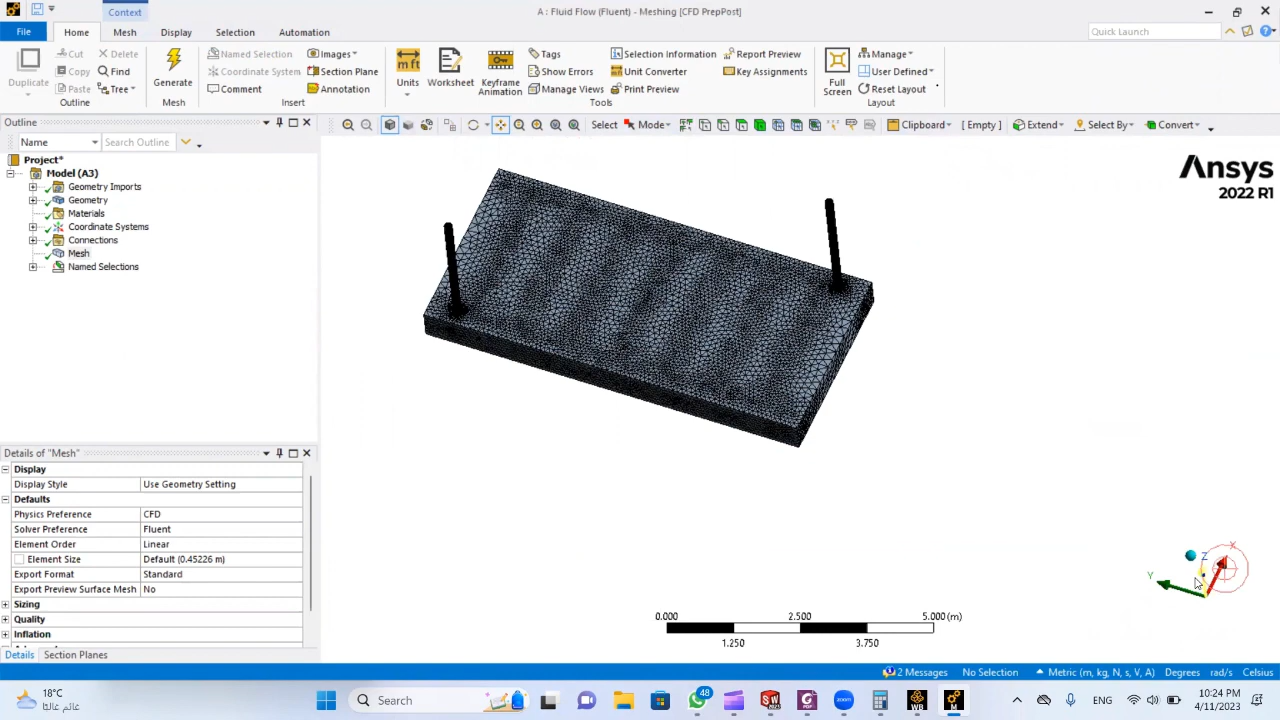 Context
A : Fluid Flow (Fluent) - Meshing [CFD PrepPost]
File Home Mesh Display Selection Automation
Quick Launch
Duplicate
Cut
Copy
Paste
Delete
Find
Tree
Outline
Generate
Mesh
Named Selection
Coordinate System
Comment
Images
Section Plane
Annotation
Insert
m ft
Units
Worksheet
Keyframe
Animation
Tags
Show Errors
Manage Views
Selection Information
Unit Converter
Print Preview
Report Preview
Key Assignments
Tools
Full
Screen
Manage
User Defined
Reset Layout
Layout
Outline
Select Mode Clipboard [ Empty ] Extend Select By Convert
Name Search Outline
Project*
Model (A3)
Geometry Imports
Geometry
Materials
Coordinate Systems
Connections
Mesh
Named Selections
Ansys
2022 R1
Details of "Mesh"
Display
Display Style Use Geometry Setting
Defaults
Physics Preference CFD
Solver Preference Fluent
Element Order Linear
Element Size Default (0.45226 m)
Export Format Standard
Export Preview Surface Mesh No
Sizing
Quality
Inflation
Details Section Planes
X
Z
Y
0.000 2.500 5.000 (m)
1.250 3.750
2 Messages No Selection Metric (m, kg, N, s, V, A) Degrees rad/s Celsius
18°C
غائم غالبًا
Search
48
WB
M
ENG
10:24 PM
4/11/2023